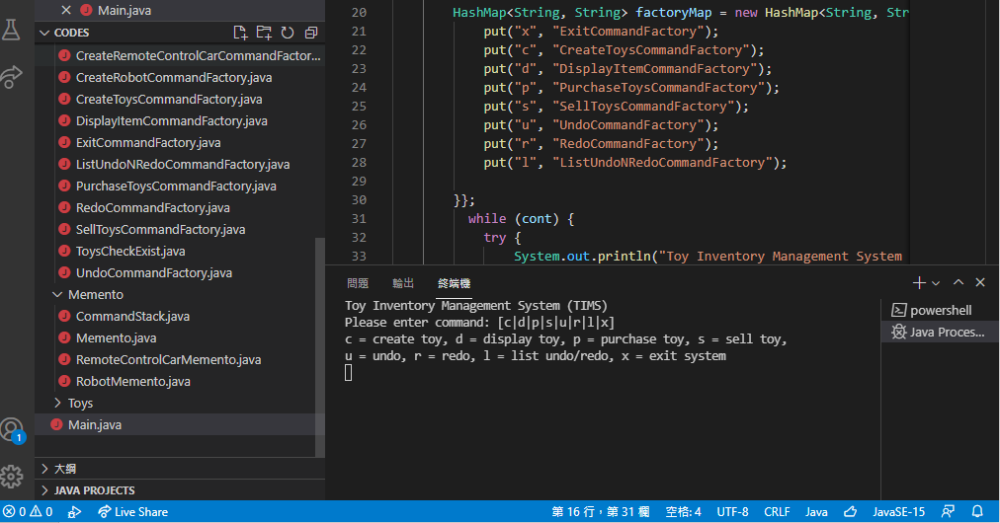 Main.java
CODES
CreateRemoteControlCarCommandFactor...
CreateRobotCommandFactory.java
CreateToysCommandFactory.java
DisplayItemCommandFactory.java
ExitCommandFactory.java
ListUndoNRedoCommandFactory.java
PurchaseToysCommandFactory.java
RedoCommandFactory.java
SellToysCommandFactory.java
ToysCheckExist.java
UndoCommandFactory.java
Memento
CommandStack.java
Memento.java
RemoteControlCarMemento.java
RobotMemento.java
Toys
Main.java
大綱
JAVA PROJECTS
20 HashMap<String, String> factoryMap = new HashMap<String, Str
21 put("x", "ExitCommandFactory");
22 put("c", "CreateToysCommandFactory");
23 put("d", "DisplayItemCommandFactory");
24 put("p", "PurchaseToysCommandFactory");
25 put("s", "SellToysCommandFactory");
26 put("u", "UndoCommandFactory");
27 put("r", "RedoCommandFactory");
28 put("l", "ListUndoNRedoCommandFactory");
29
30 }};
31 while (cont) {
32 try {
33 System.out.println("Toy Inventory Management System
問題 輸出 終端機
Toy Inventory Management System (TIMS)
Please enter command: [c|d|p|s|u|r|l|x]
c = create toy, d = display toy, p = purchase toy, s = sell toy,
u = undo, r = redo, l = list undo/redo, x = exit system
powershell
Java Proces...
1
0 0 Live Share 第 16 行，第 31 欄 空格: 4 UTF-8 CRLF Java JavaSE-15